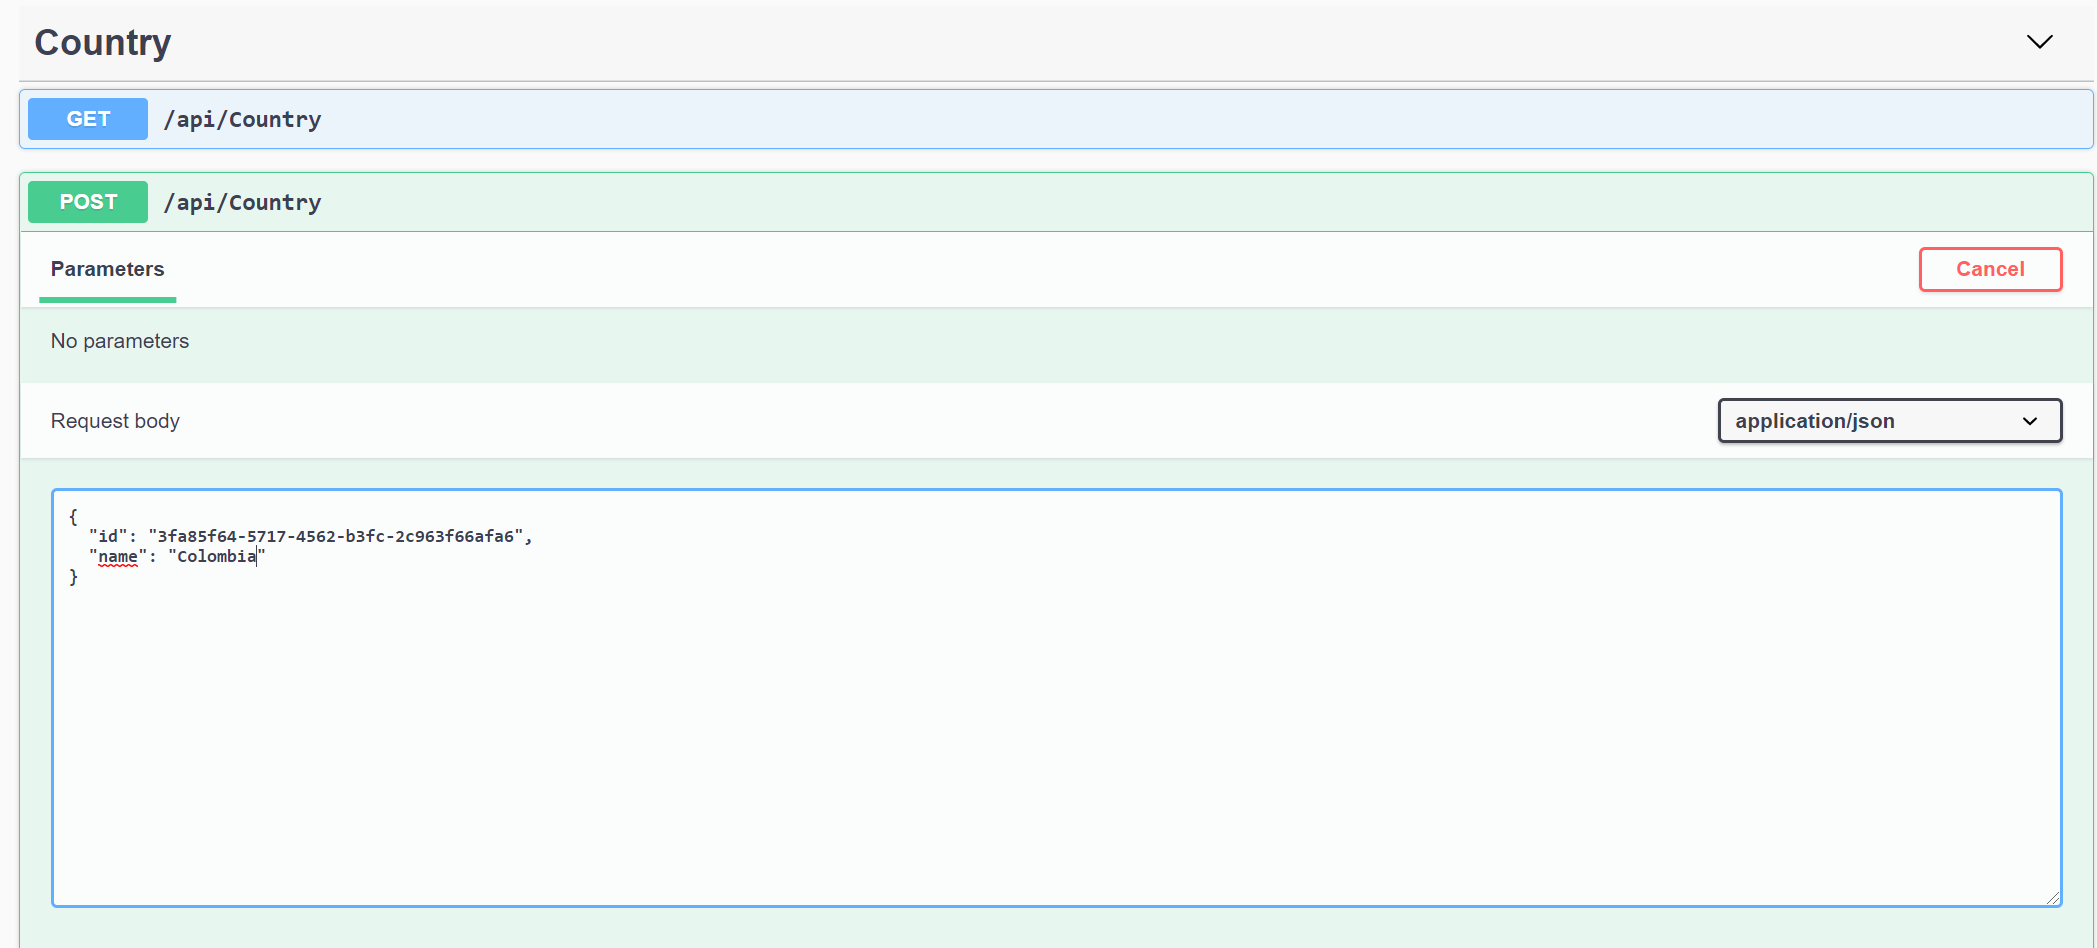 Country
GET /api/Country
POST /api/Country
Parameters
Cancel
No parameters
Request body
application/json
{
  "id": "3fa85f64-5717-4562-b3fc-2c963f66afa6",
  "name": "Colombia"
}